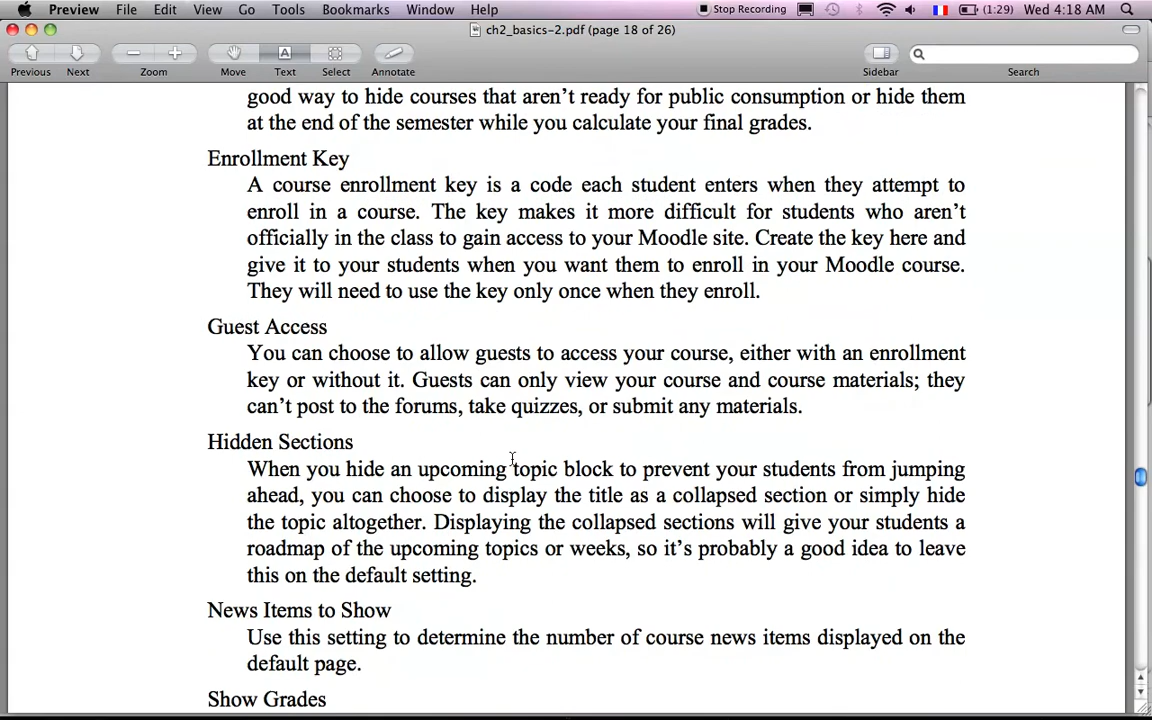 Preview File Edit View Go Tools Bookmarks Window Help Stop Recording (1:29) Wed 4:18 AM
ch2_basics-2.pdf (page 18 of 26)
Previous Next Zoom Move Text Select Annotate Sidebar Search
good way to hide courses that aren't ready for public consumption or hide them
at the end of the semester while you calculate your final grades.
Enrollment Key
A course enrollment key is a code each student enters when they attempt to
enroll in a course. The key makes it more difficult for students who aren't
officially in the class to gain access to your Moodle site. Create the key here and
give it to your students when you want them to enroll in your Moodle course.
They will need to use the key only once when they enroll.
Guest Access
You can choose to allow guests to access your course, either with an enrollment
key or without it. Guests can only view your course and course materials; they
can't post to the forums, take quizzes, or submit any materials.
Hidden Sections
When you hide an upcoming topic block to prevent your students from jumping
ahead, you can choose to display the title as a collapsed section or simply hide
the topic altogether. Displaying the collapsed sections will give your students a
roadmap of the upcoming topics or weeks, so it's probably a good idea to leave
this on the default setting.
News Items to Show
Use this setting to determine the number of course news items displayed on the
default page.
Show Grades